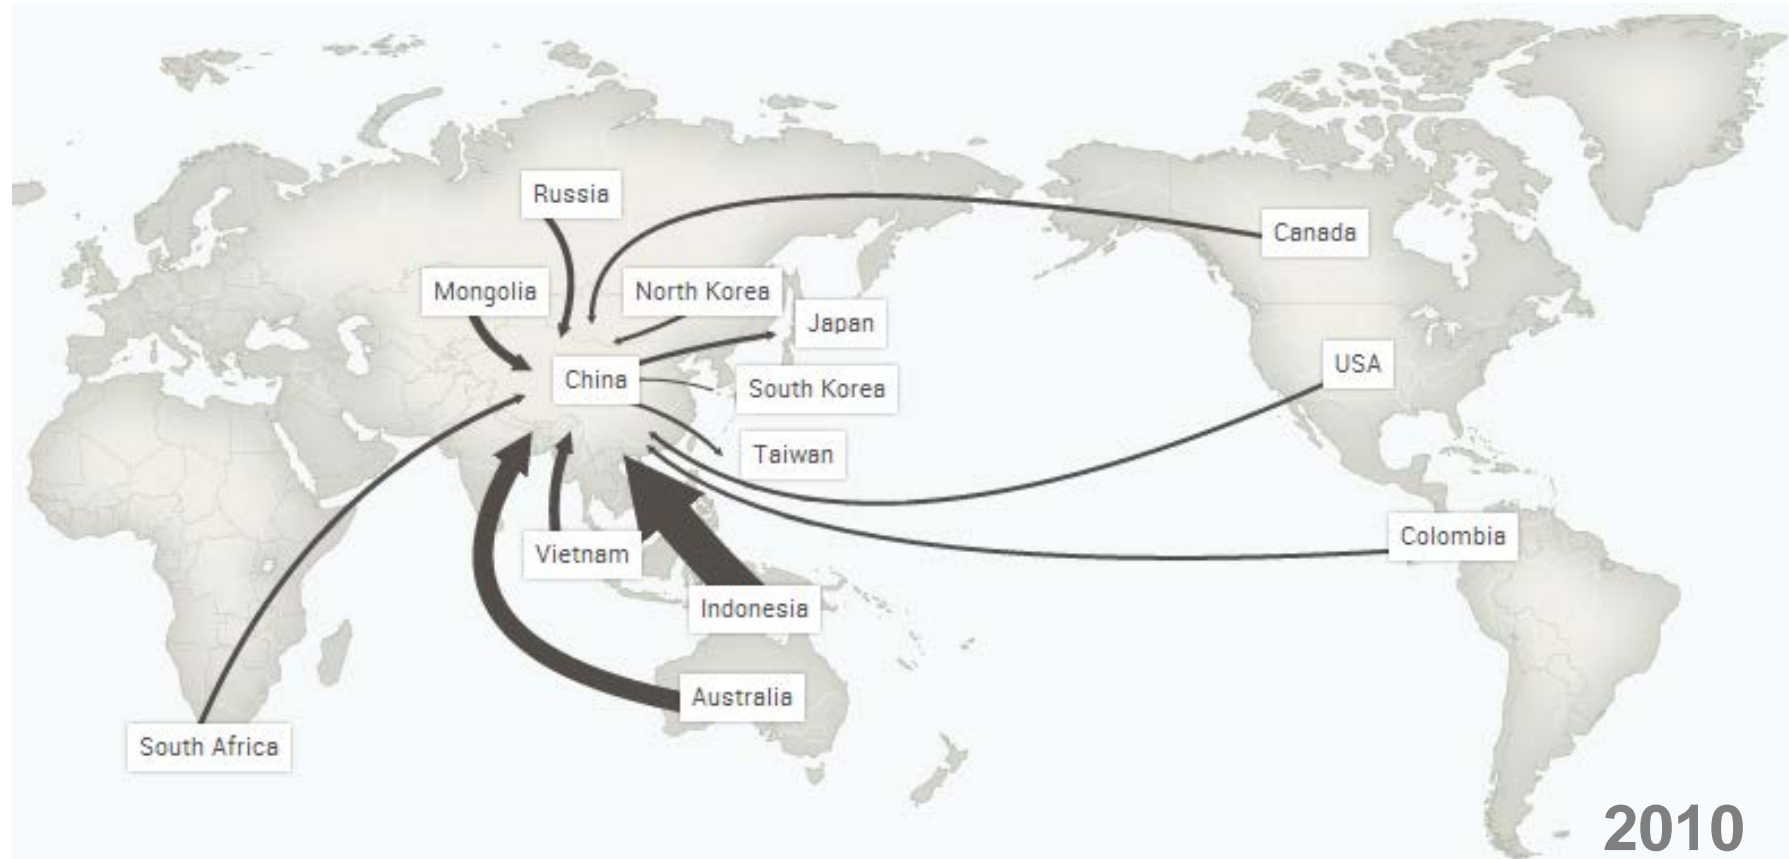 Russia
Canada
Mongolia
North Korea
Japan
USA
China
South Korea
Taiwan
Colombia
Vietnam
Indonesia
Australia
South Africa
2010